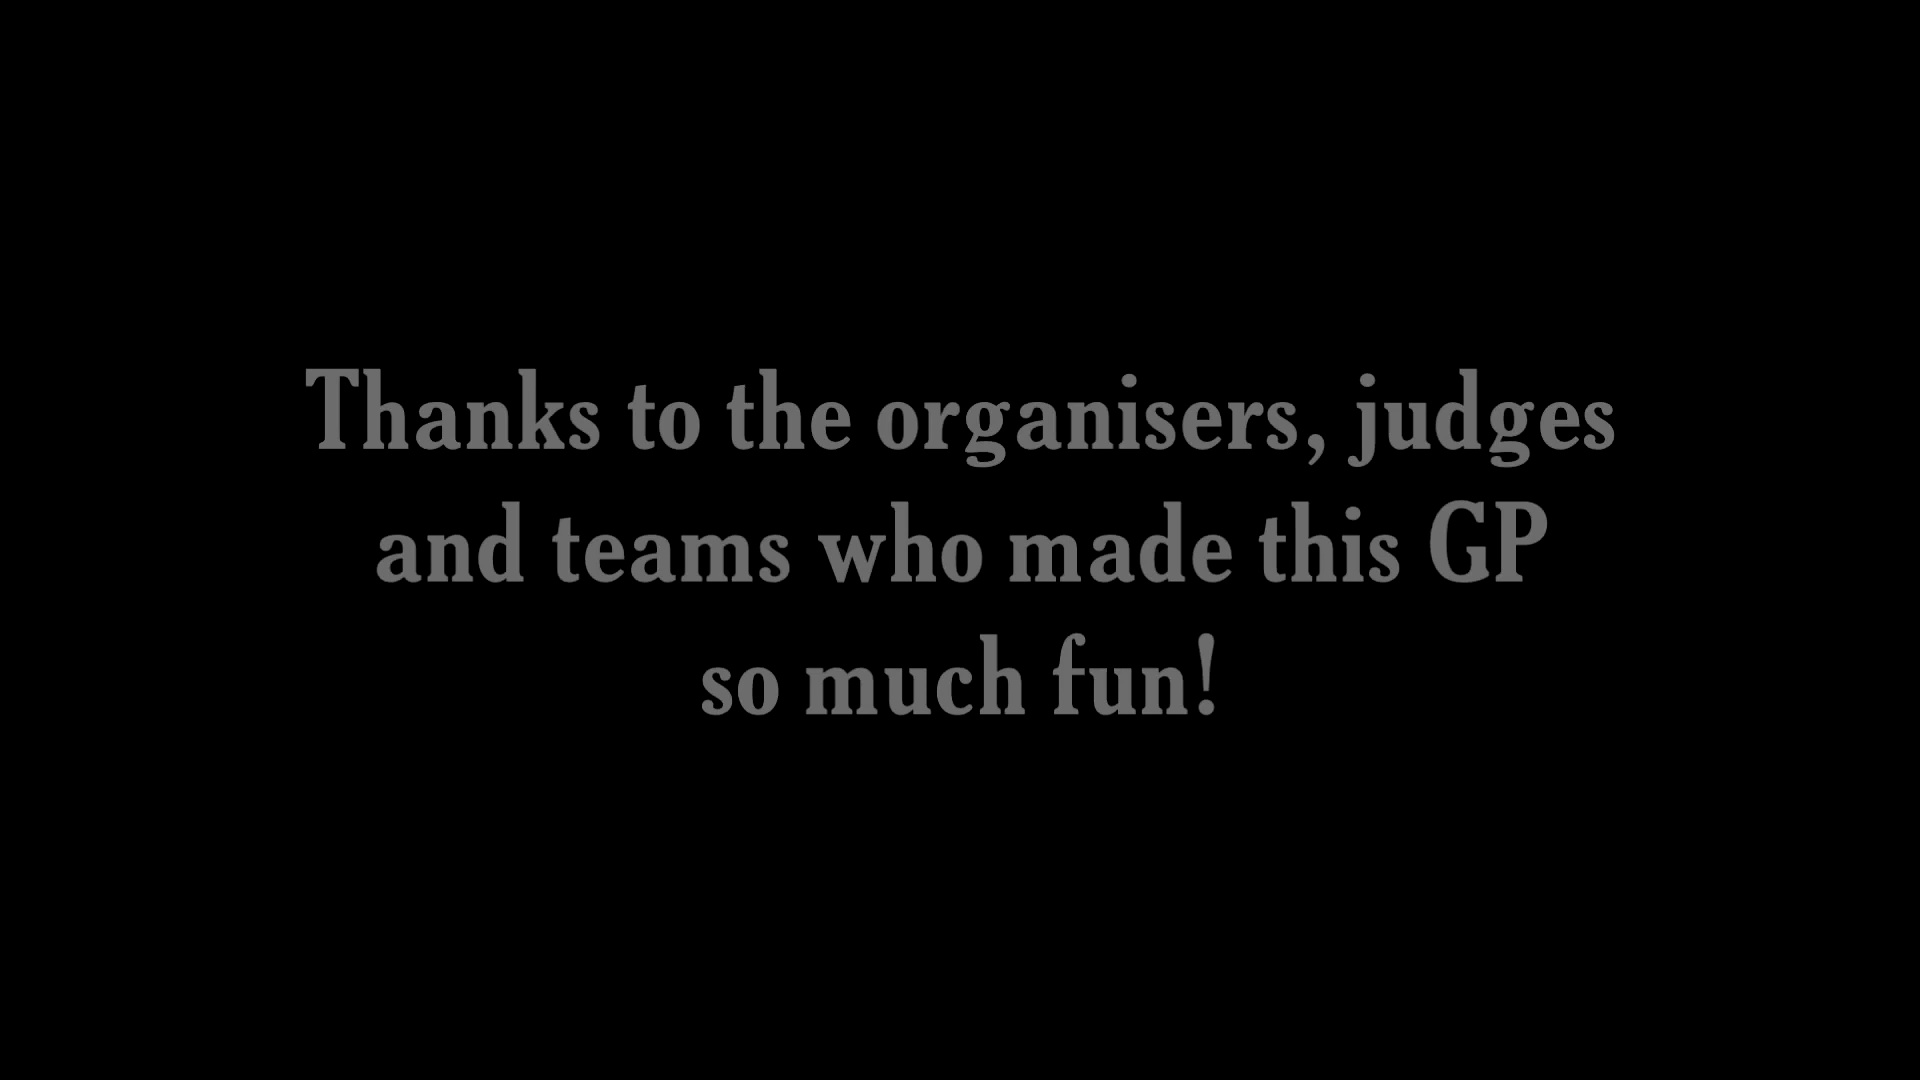 Thanks to the organisers, judges
and teams who made this GP
so much fun!